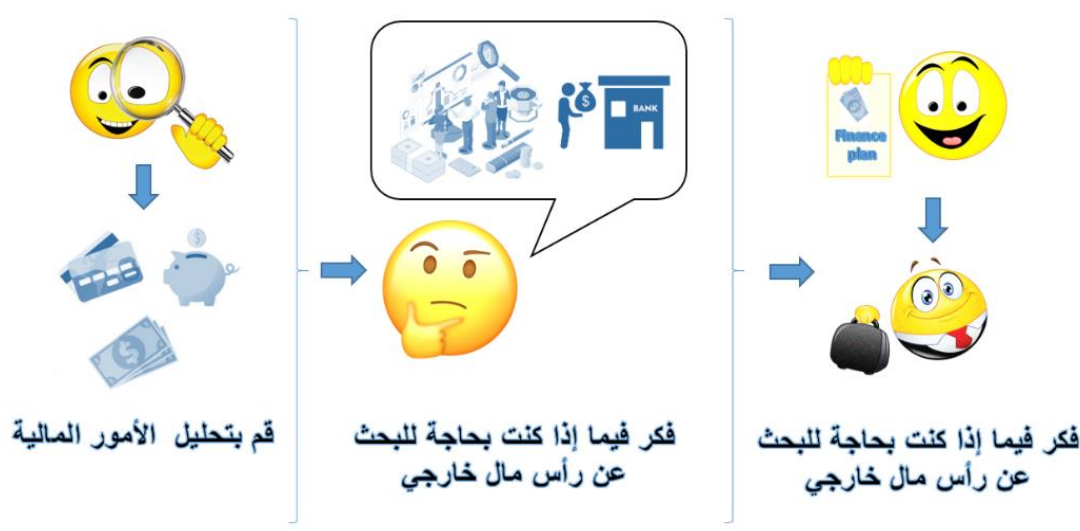 BANK
Finance
plan
قم بتحليل الأمور المالية
فكر فيما إذا كنت بحاجة للبحث
عن رأس مال خارجي
فكر فيما إذا كنت بحاجة للبحث
عن رأس مال خارجي